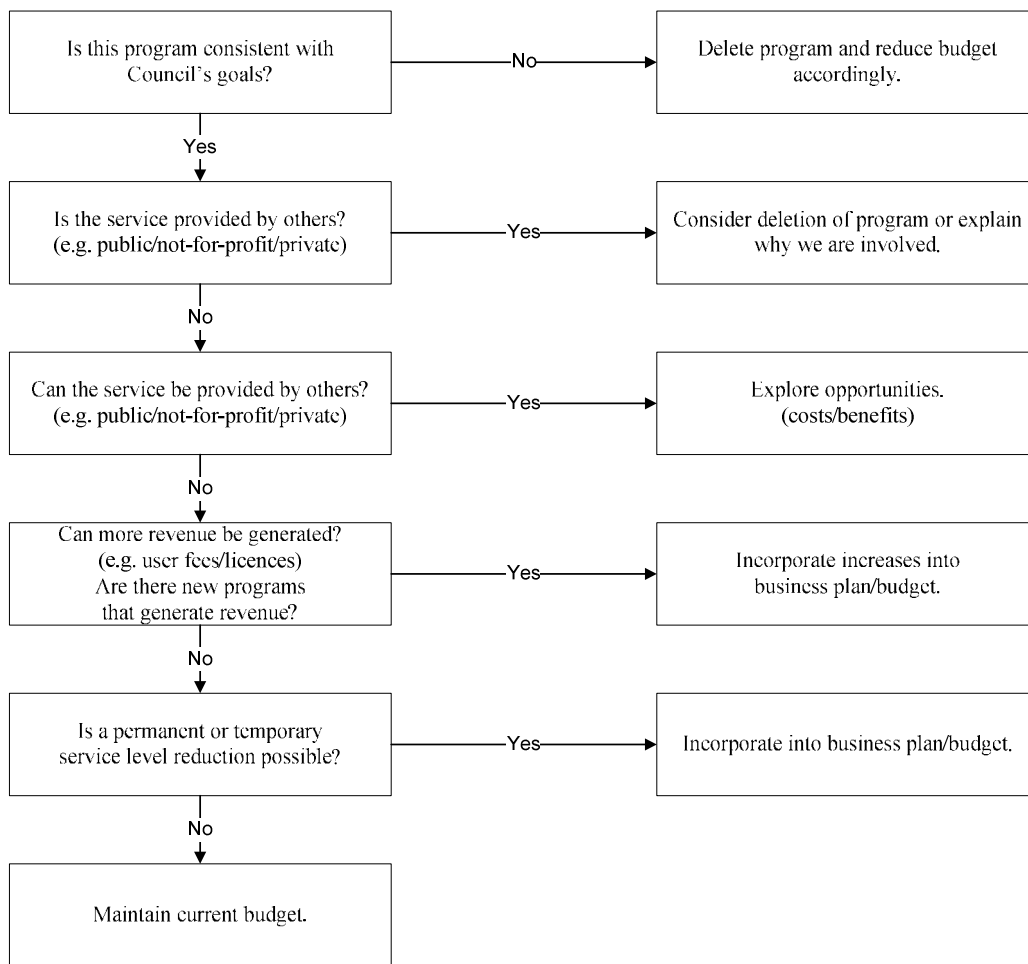 Is this program consistent with
Council's goals?
No
Delete program and reduce budget
accordingly.
Yes
Is the service provided by others?
(e.g. public/not-for-profit/private)
Yes
Consider deletion of program or explain
why we are involved.
No
Can the service be provided by others?
(e.g. public/not-for-profit/private)
Yes
Explore opportunities.
(costs/benefits)
No
Can more revenue be generated?
(e.g. user fees/licences)
Are there new programs
that generate revenue?
Yes
Incorporate increases into
business plan/budget.
No
Is a permanent or temporary
service level reduction possible?
Yes
Incorporate into business plan/budget.
No
Maintain current budget.